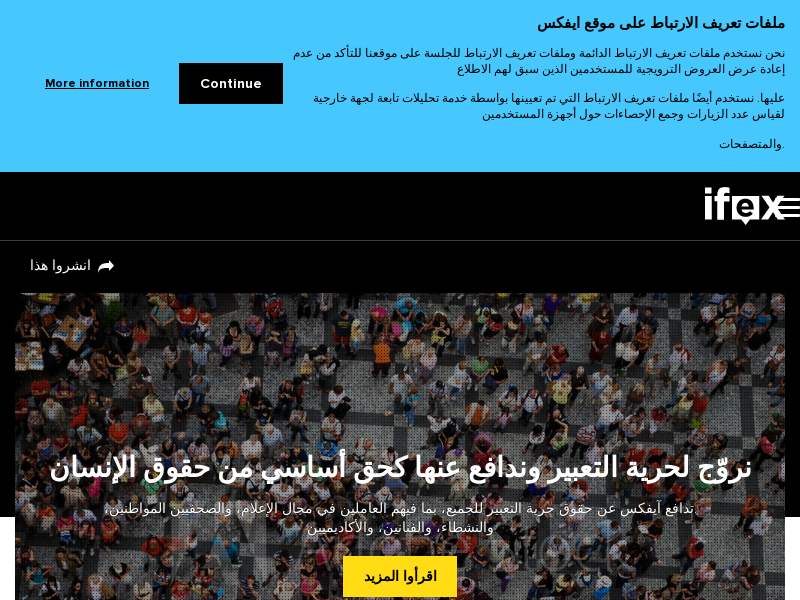 ملفات تعريف الارتباط على موقع ايفكس
نحن نستخدم ملفات تعريف الارتباط الدائمة وملفات تعريف الارتباط للجلسة على موقعنا للتأكد من عدم
إعادة عرض العروض الترويجية للمستخدمين الذين سبق لهم الاطلاع
عليها. نستخدم أيضًا ملفات تعريف الارتباط التي تم تعيينها بواسطة خدمة تحليلات تابعة لجهة خارجية
لقياس عدد الزيارات وجمع الإحصاءات حول أجهزة المستخدمين
.والمتصفحات
Continue
More information
ifex
انشروا هذا
نروّج لحرية التعبير وندافع عنها كحق أساسي من حقوق الإنسان
تدافع آيفكس عن حقوق حرية التعبير للجميع، بما فيهم العاملين في مجال الإعلام، والصحفيين المواطنين،
والنشطاء، والفنانين، والأكاديميين
اقرأوا المزيد